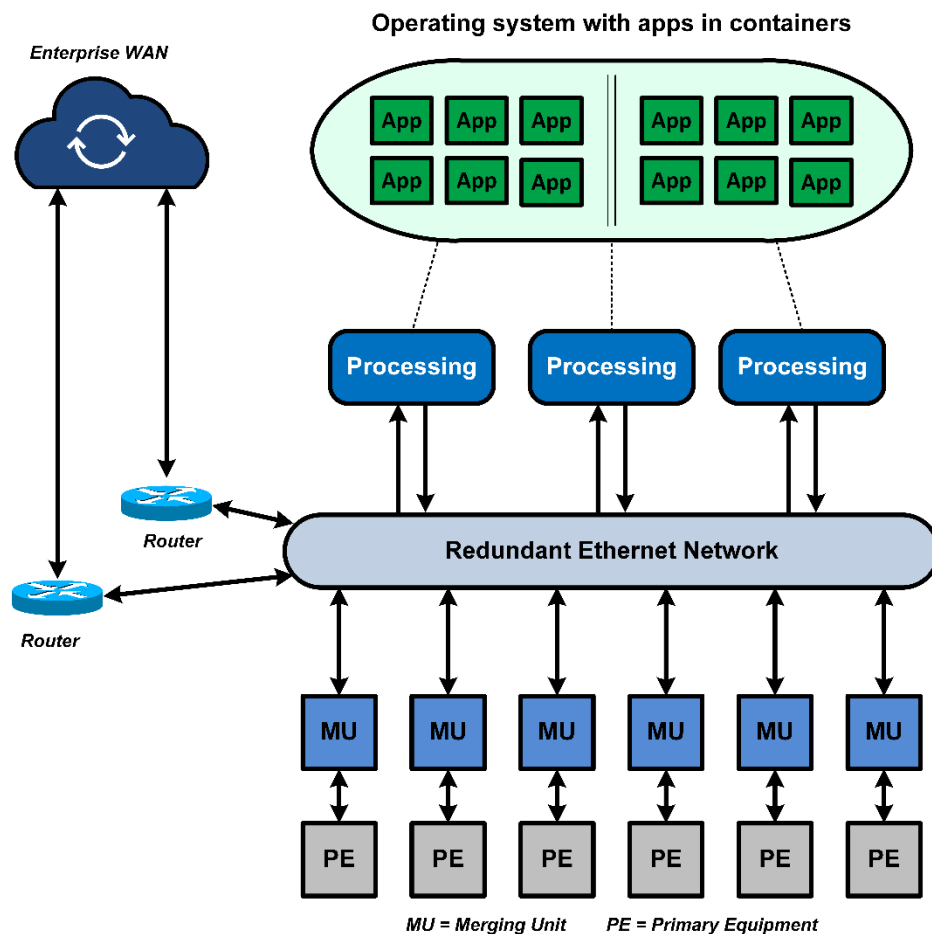 Operating system with apps in containers
Enterprise WAN
App App App App App App
App App App App App App
Processing Processing Processing
Router
Redundant Ethernet Network
Router
MU MU MU MU MU MU
PE PE PE PE PE PE
MU = Merging Unit PE = Primary Equipment